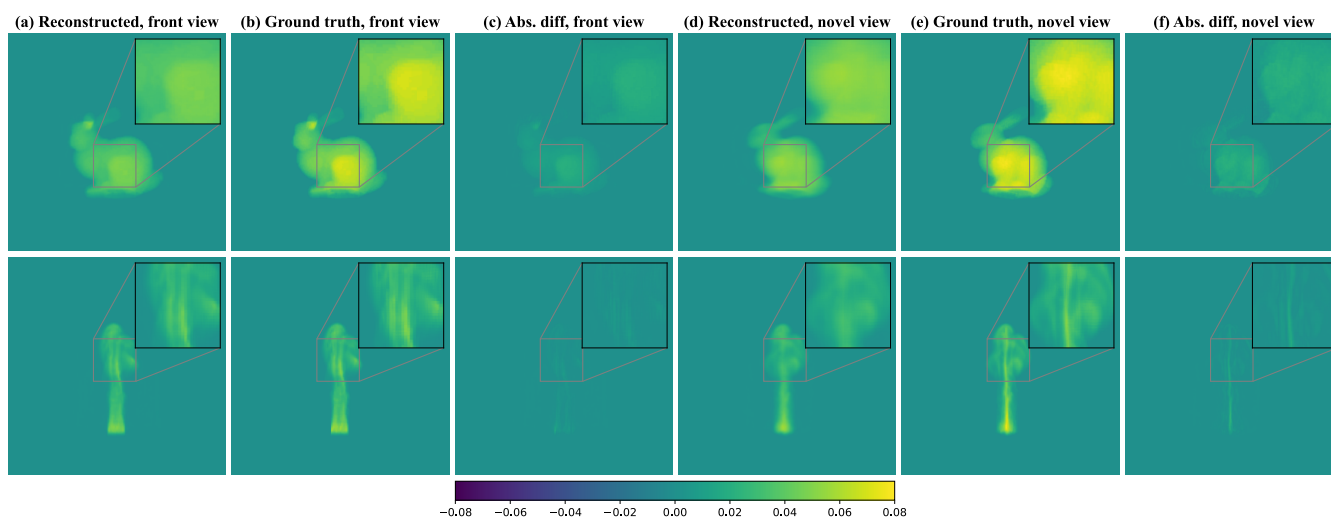 (a) Reconstructed, front view
(b) Ground truth, front view
(c) Abs. diff, front view
(d) Reconstructed, novel view
(e) Ground truth, novel view
(f) Abs. diff, novel view
−0.08 −0.06 −0.04 −0.02 0.00 0.02 0.04 0.06 0.08